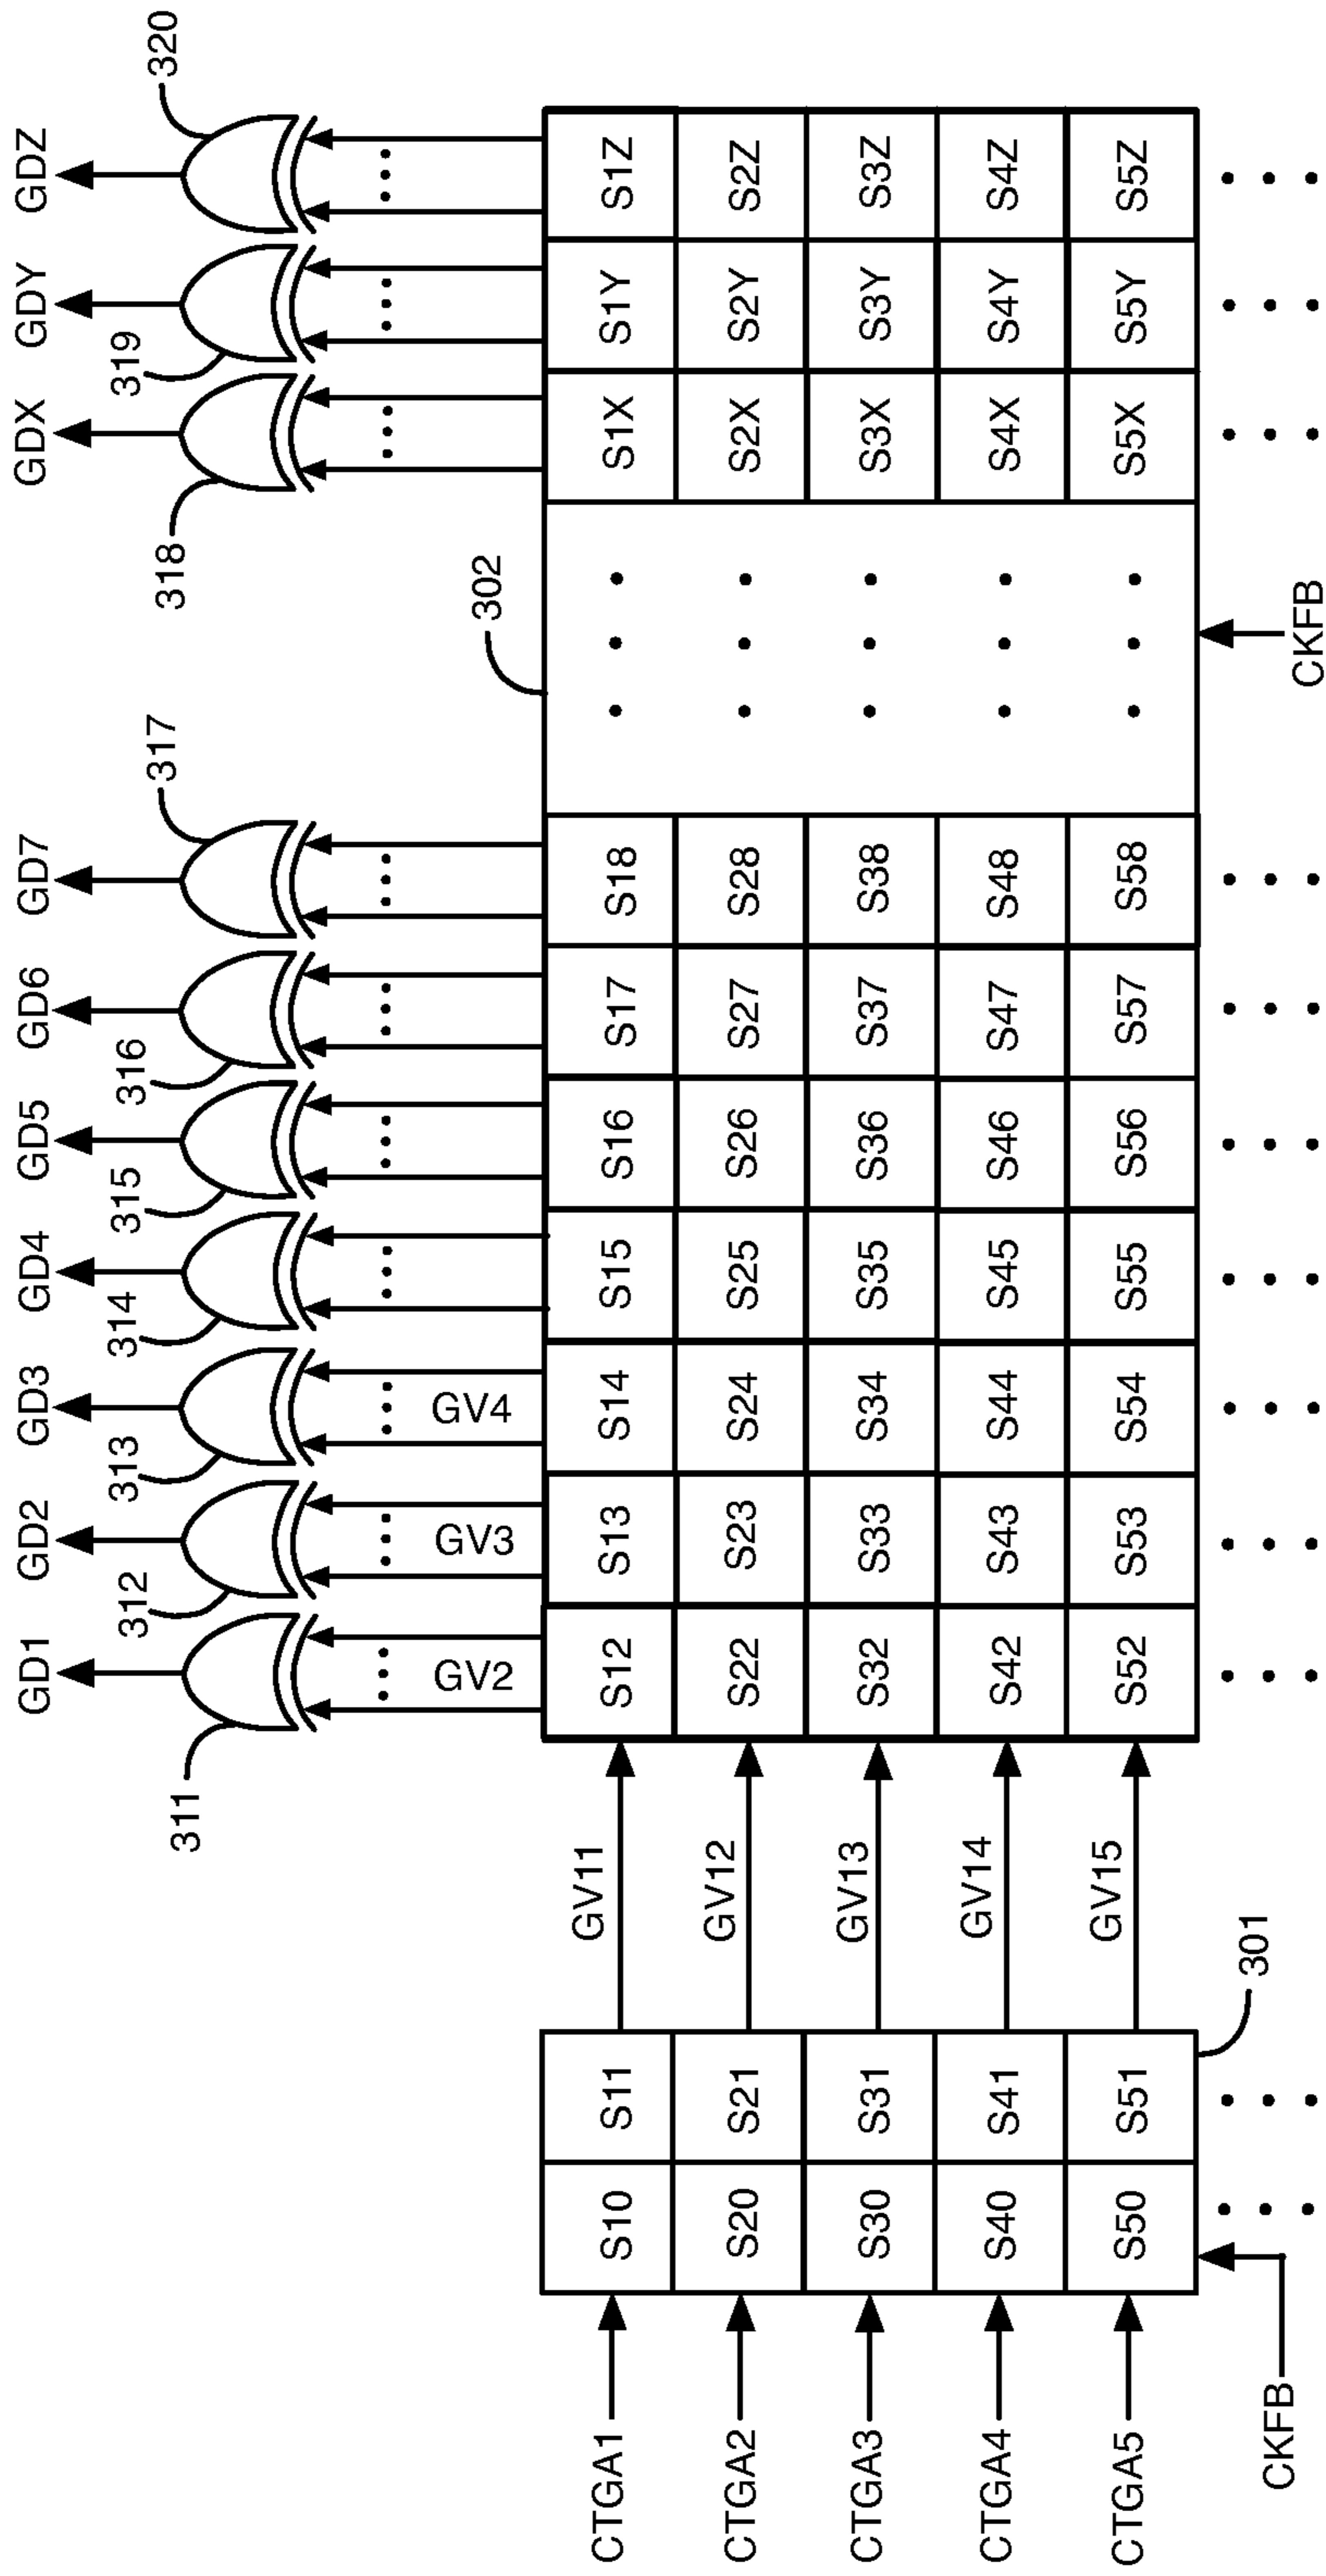 GD1 GD2 GD3 GD4 GD5 GD6 GD7 GDX GDY GDZ
311 312 313 314 315 316 317 318 319 320
GV2 GV3 GV4
302
CTGA1 S10 S11 GV11 S12 S13 S14 S15 S16 S17 S18 S1X S1Y S1Z
CTGA2 S20 S21 GV12 S22 S23 S24 S25 S26 S27 S28 S2X S2Y S2Z
CTGA3 S30 S31 GV13 S32 S33 S34 S35 S36 S37 S38 S3X S3Y S3Z
CTGA4 S40 S41 GV14 S42 S43 S44 S45 S46 S47 S48 S4X S4Y S4Z
CTGA5 S50 S51 GV15 S52 S53 S54 S55 S56 S57 S58 S5X S5Y S5Z
301
CKFB CKFB